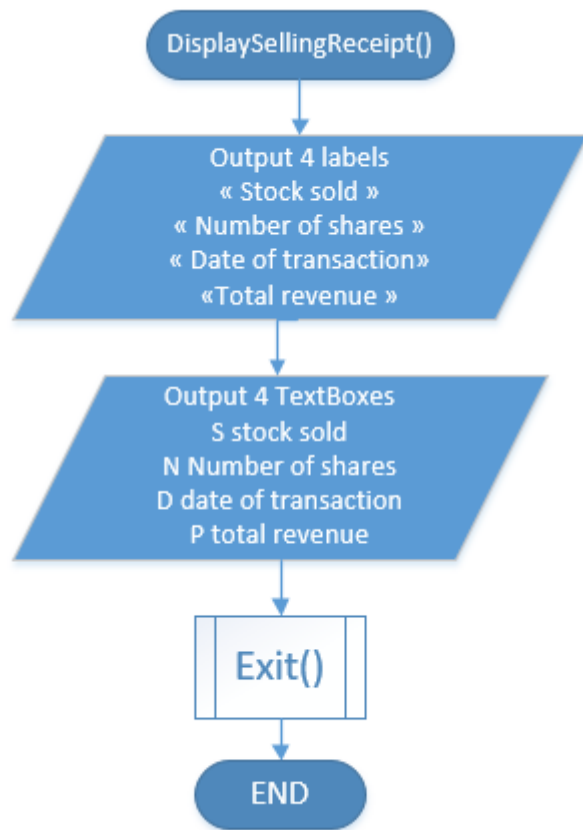 DisplaySellingReceipt()
Output 4 labels
« Stock sold »
« Number of shares »
« Date of transaction»
«Total revenue »
Output 4 TextBoxes
S stock sold
N Number of shares
D date of transaction
P total revenue
Exit()
END